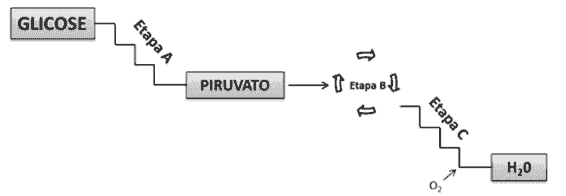 GLICOSE
Etapa A
PIRUVATO
Etapa B
Etapa C
O₂
H₂0